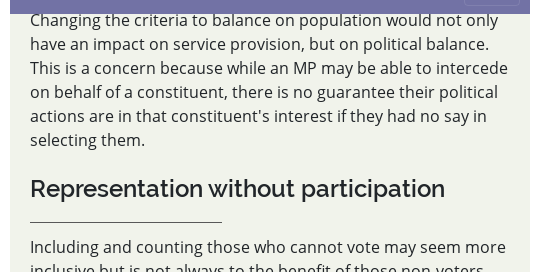 Changing the criteria to balance on population would not only
have an impact on service provision, but on political balance.
This is a concern because while an MP may be able to intercede
on behalf of a constituent, there is no guarantee their political
actions are in that constituent's interest if they had no say in
selecting them.
Representation without participation
Including and counting those who cannot vote may seem more
inclusive but is not always to the benefit of those non-voters.